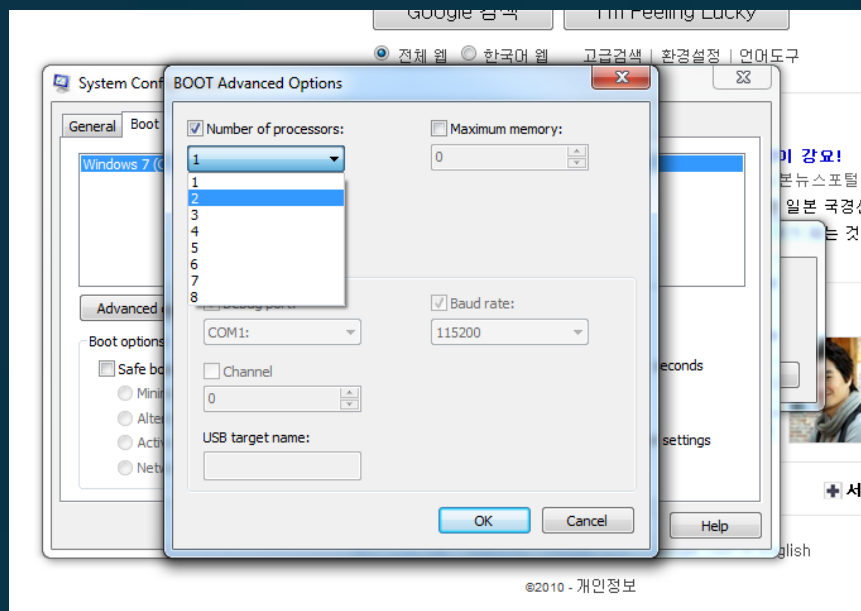 Google 검색
I'm Feeling Lucky
전체 웹
한국어 웹
고급검색 | 환경설정 | 언어도구
System Conf
BOOT Advanced Options
General
Boot
Number of processors:
Maximum memory:
1
0
Windows 7 (C
1
2
3
4
5
6
7
8
이 강요!
본뉴스포털
일본 국경선
는 것
Advanced o
Debug port:
Baud rate:
COM1:
115200
Boot options
Safe bo
Channel
econds
Minim
0
Alter
Activ
USB target name:
settings
Netw
서
OK
Cancel
Help
glish
©2010 - 개인정보